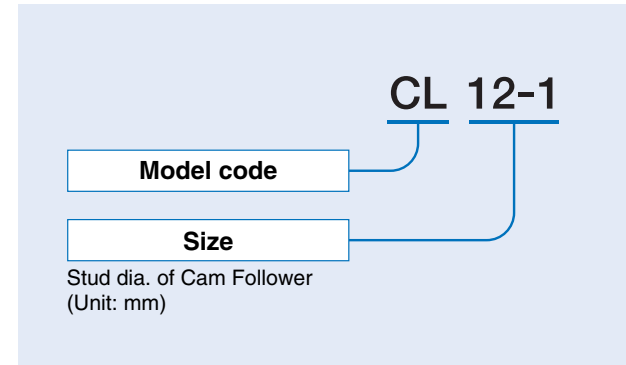 CL 12-1
Model code
Size
Stud dia. of Cam Follower
(Unit: mm)